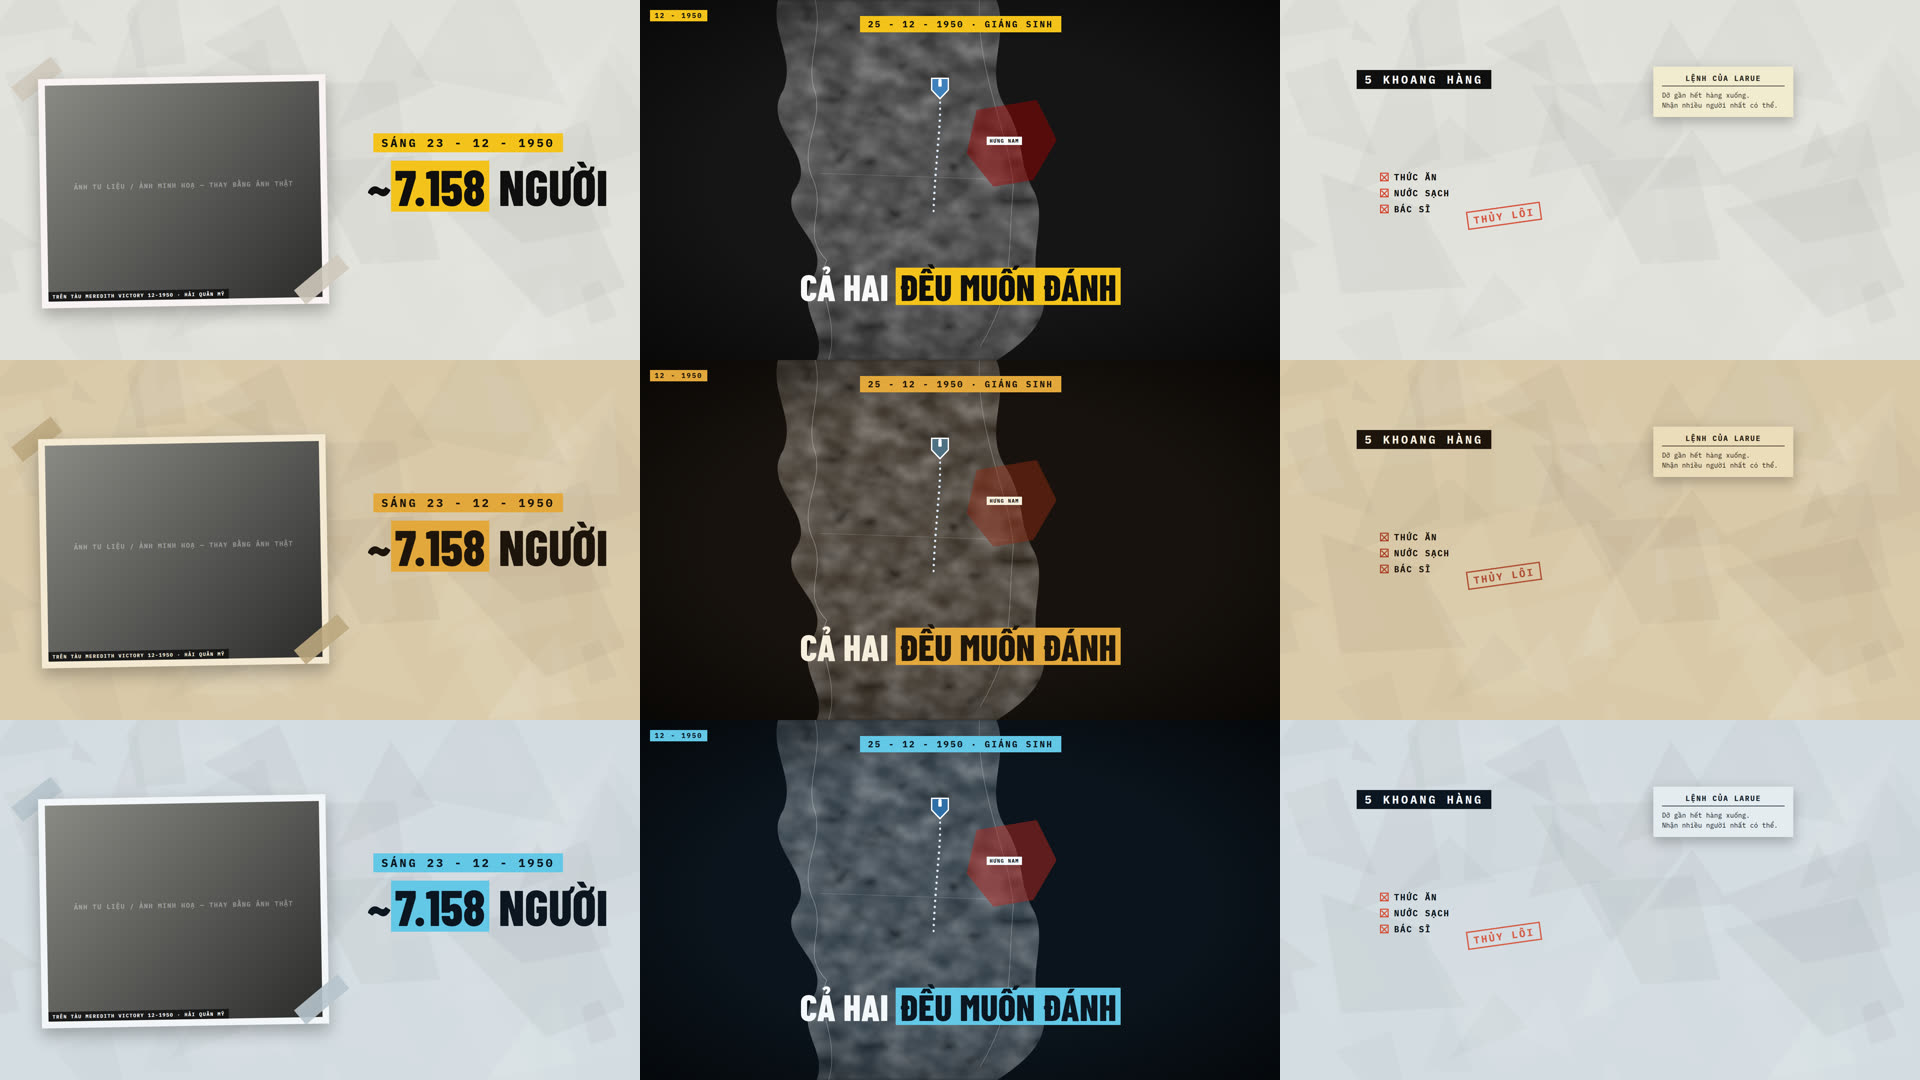 SÁNG 23 - 12 - 1950
~7.158 NGƯỜI
ẢNH TƯ LIỆU / ẢNH MINH HOẠ — THAY BẰNG ẢNH THẬT
TRÊN TÀU MEREDITH VICTORY 12-1950 · HẢI QUÂN MỸ
12 - 1950
25 - 12 - 1950 · GIÁNG SINH
HƯNG NAM
CẢ HAI ĐỀU MUỐN ĐÁNH
5 KHOANG HÀNG
LỆNH CỦA LARUE
Dỡ gần hết hàng xuống.
Nhận nhiều người nhất có thể.
THỨC ĂN
NƯỚC SẠCH
BÁC SĨ
THỦY LÔI
SÁNG 23 - 12 - 1950
~7.158 NGƯỜI
ẢNH TƯ LIỆU / ẢNH MINH HOẠ — THAY BẰNG ẢNH THẬT
TRÊN TÀU MEREDITH VICTORY 12-1950 · HẢI QUÂN MỸ
12 - 1950
25 - 12 - 1950 · GIÁNG SINH
HƯNG NAM
CẢ HAI ĐỀU MUỐN ĐÁNH
5 KHOANG HÀNG
LỆNH CỦA LARUE
Dỡ gần hết hàng xuống.
Nhận nhiều người nhất có thể.
THỨC ĂN
NƯỚC SẠCH
BÁC SĨ
THỦY LÔI
SÁNG 23 - 12 - 1950
~7.158 NGƯỜI
ẢNH TƯ LIỆU / ẢNH MINH HOẠ — THAY BẰNG ẢNH THẬT
TRÊN TÀU MEREDITH VICTORY 12-1950 · HẢI QUÂN MỸ
12 - 1950
25 - 12 - 1950 · GIÁNG SINH
HƯNG NAM
CẢ HAI ĐỀU MUỐN ĐÁNH
5 KHOANG HÀNG
LỆNH CỦA LARUE
Dỡ gần hết hàng xuống.
Nhận nhiều người nhất có thể.
THỨC ĂN
NƯỚC SẠCH
BÁC SĨ
THỦY LÔI